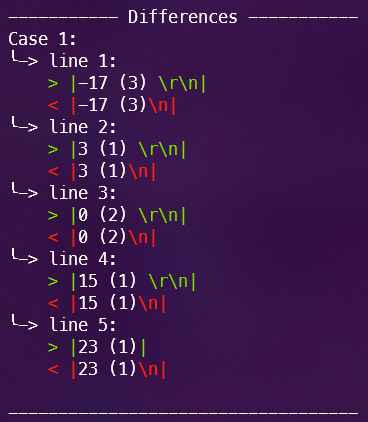 ----------- Differences -----------
Case 1:
╰─> line 1:
    > |-17 (3) \r\n|
    < |-17 (3)\n|
╰─> line 2:
    > |3 (1) \r\n|
    < |3 (1)\n|
╰─> line 3:
    > |0 (2) \r\n|
    < |0 (2)\n|
╰─> line 4:
    > |15 (1) \r\n|
    < |15 (1)\n|
╰─> line 5:
    > |23 (1)|
    < |23 (1)\n|
-----------------------------------